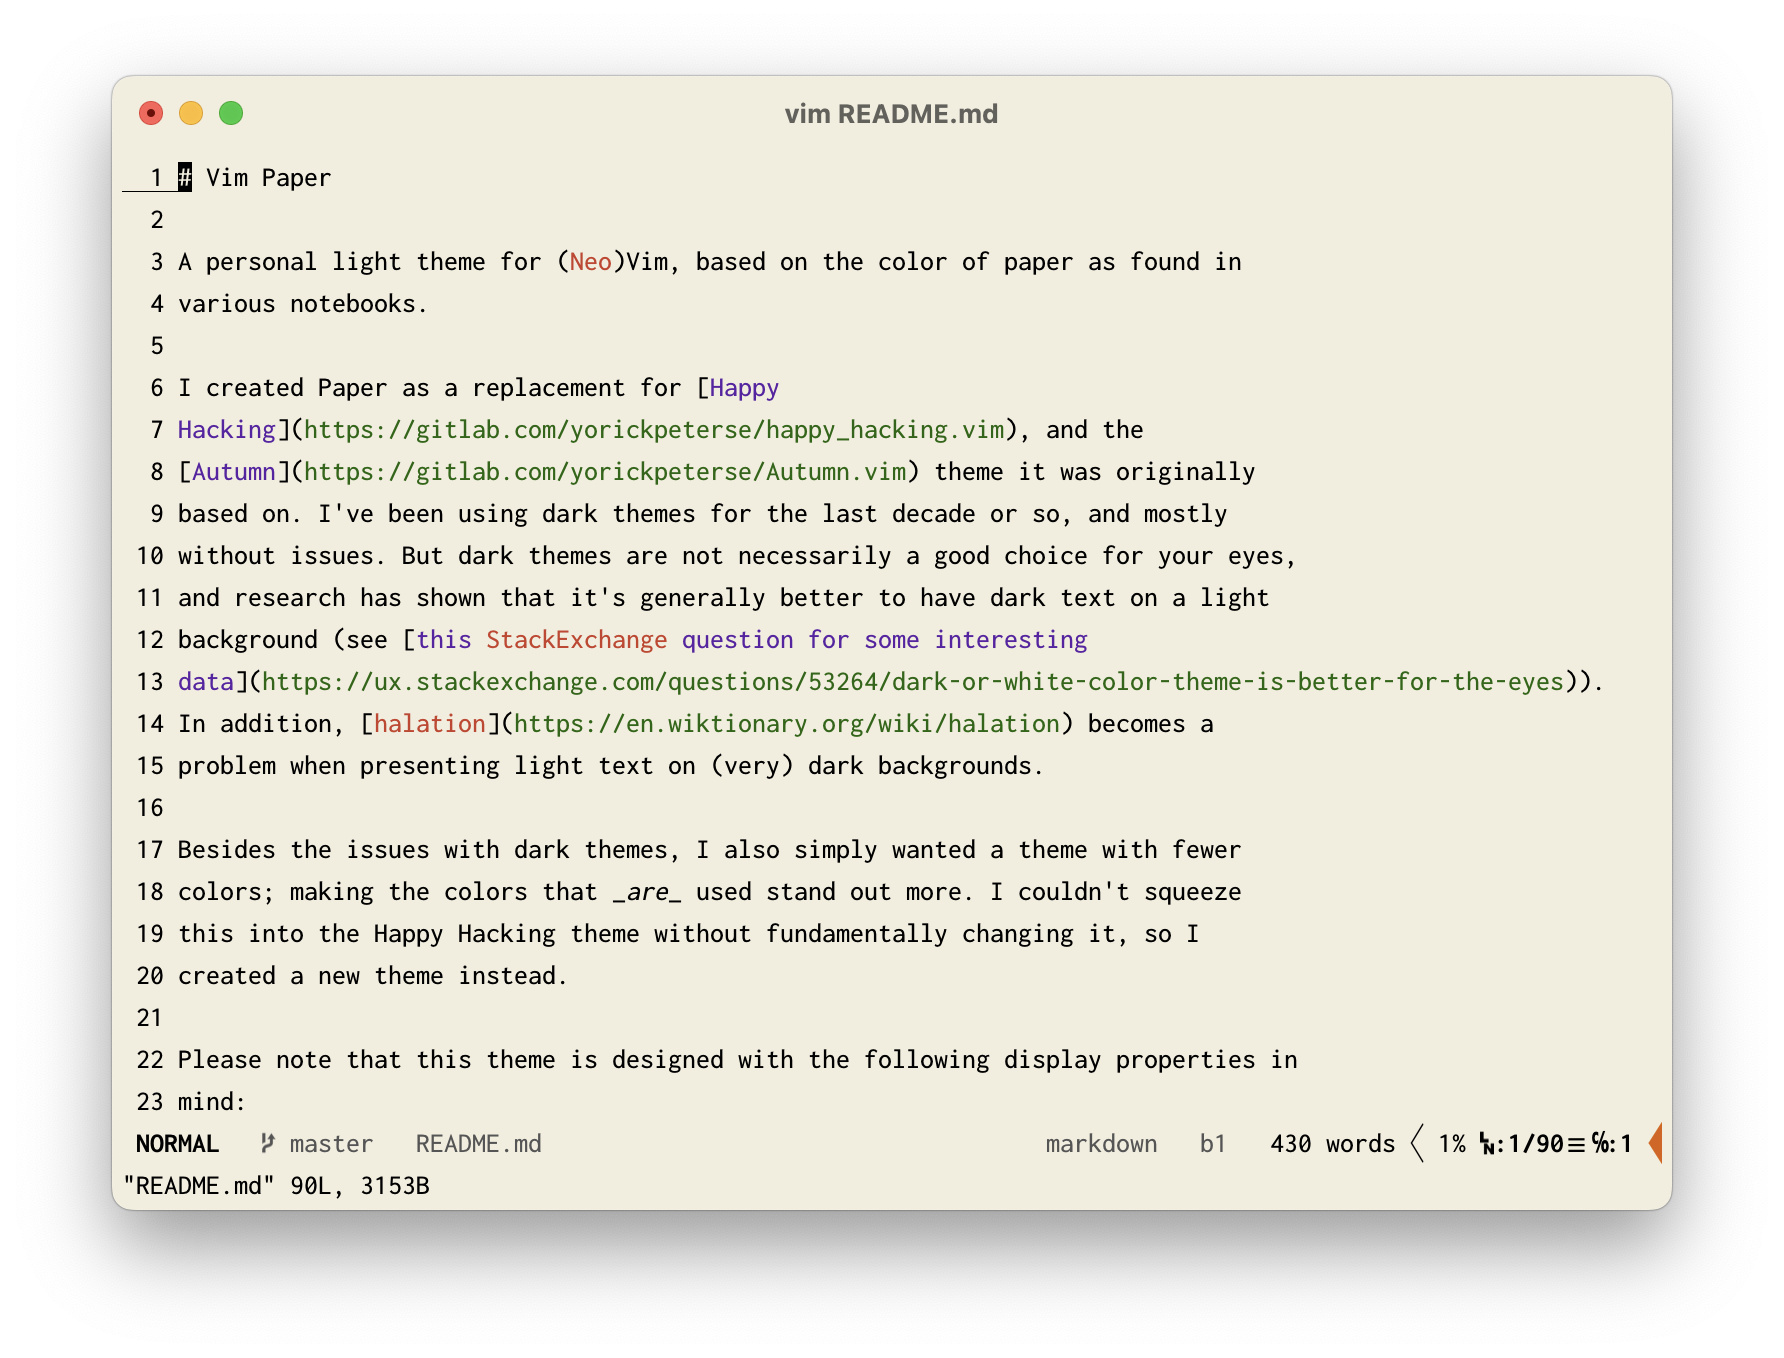 vim README.md
1 # Vim Paper
2
3 A personal light theme for (Neo)Vim, based on the color of paper as found in
4 various notebooks.
5
6 I created Paper as a replacement for [Happy
7 Hacking](https://gitlab.com/yorickpeterse/happy_hacking.vim), and the
8 [Autumn](https://gitlab.com/yorickpeterse/Autumn.vim) theme it was originally
9 based on. I've been using dark themes for the last decade or so, and mostly
10 without issues. But dark themes are not necessarily a good choice for your eyes,
11 and research has shown that it's generally better to have dark text on a light
12 background (see [this StackExchange question for some interesting
13 data](https://ux.stackexchange.com/questions/53264/dark-or-white-color-theme-is-better-for-the-eyes)).
14 In addition, [halation](https://en.wiktionary.org/wiki/halation) becomes a
15 problem when presenting light text on (very) dark backgrounds.
16
17 Besides the issues with dark themes, I also simply wanted a theme with fewer
18 colors; making the colors that _are_ used stand out more. I couldn't squeeze
19 this into the Happy Hacking theme without fundamentally changing it, so I
20 created a new theme instead.
21
22 Please note that this theme is designed with the following display properties in
23 mind:
NORMAL master README.md markdown b1 430 words 1% ␤:1/90≡℅:1
"README.md" 90L, 3153B